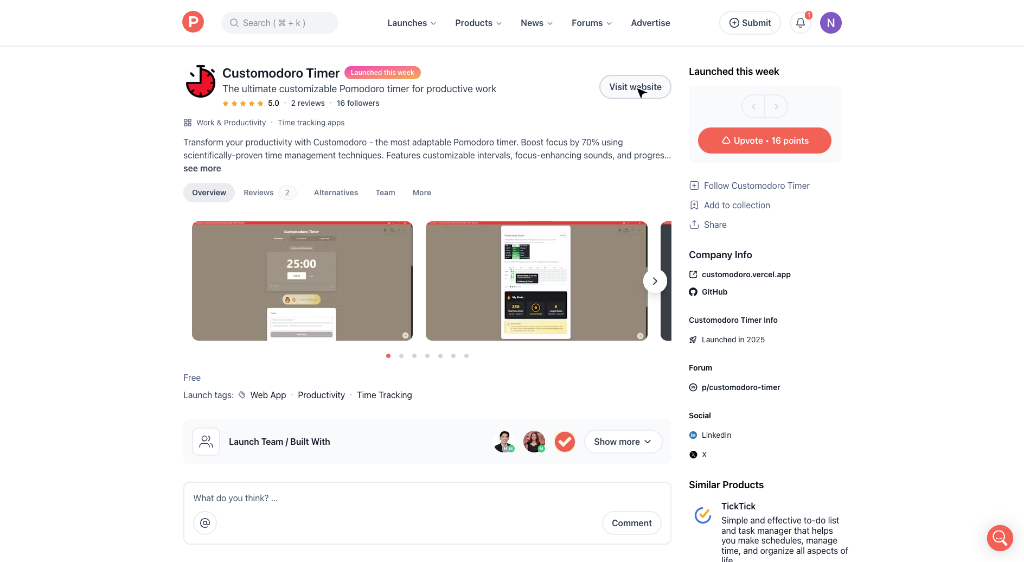 P
Search ( ⌘ + k )
Launches
Products
News
Forums
Advertise
Submit
1
N
Customodoro Timer
Launched this week
The ultimate customizable Pomodoro timer for productive work
5.0 · 2 reviews · 16 followers
Visit website
Work & Productivity · Time tracking apps
Transform your productivity with Customodoro - the most adaptable Pomodoro timer. Boost focus by 70% using
scientifically-proven time management techniques. Features customizable intervals, focus-enhancing sounds, and progres...
see more
Overview
Reviews 2
Alternatives
Team
More
Customodoro Timer
25:00
Free
Launch tags: Web App · Productivity · Time Tracking
Launch Team / Built With
Show more
What do you think? ...
@
Comment
Launched this week
Upvote • 16 points
Follow Customodoro Timer
Add to collection
Share
Company Info
customodoro.vercel.app
GitHub
Customodoro Timer Info
Launched in 2025
Forum
p/customodoro-timer
Social
LinkedIn
X
Similar Products
TickTick
Simple and effective to-do list
and task manager that helps
you make schedules, manage
time, and organize all aspects of
life